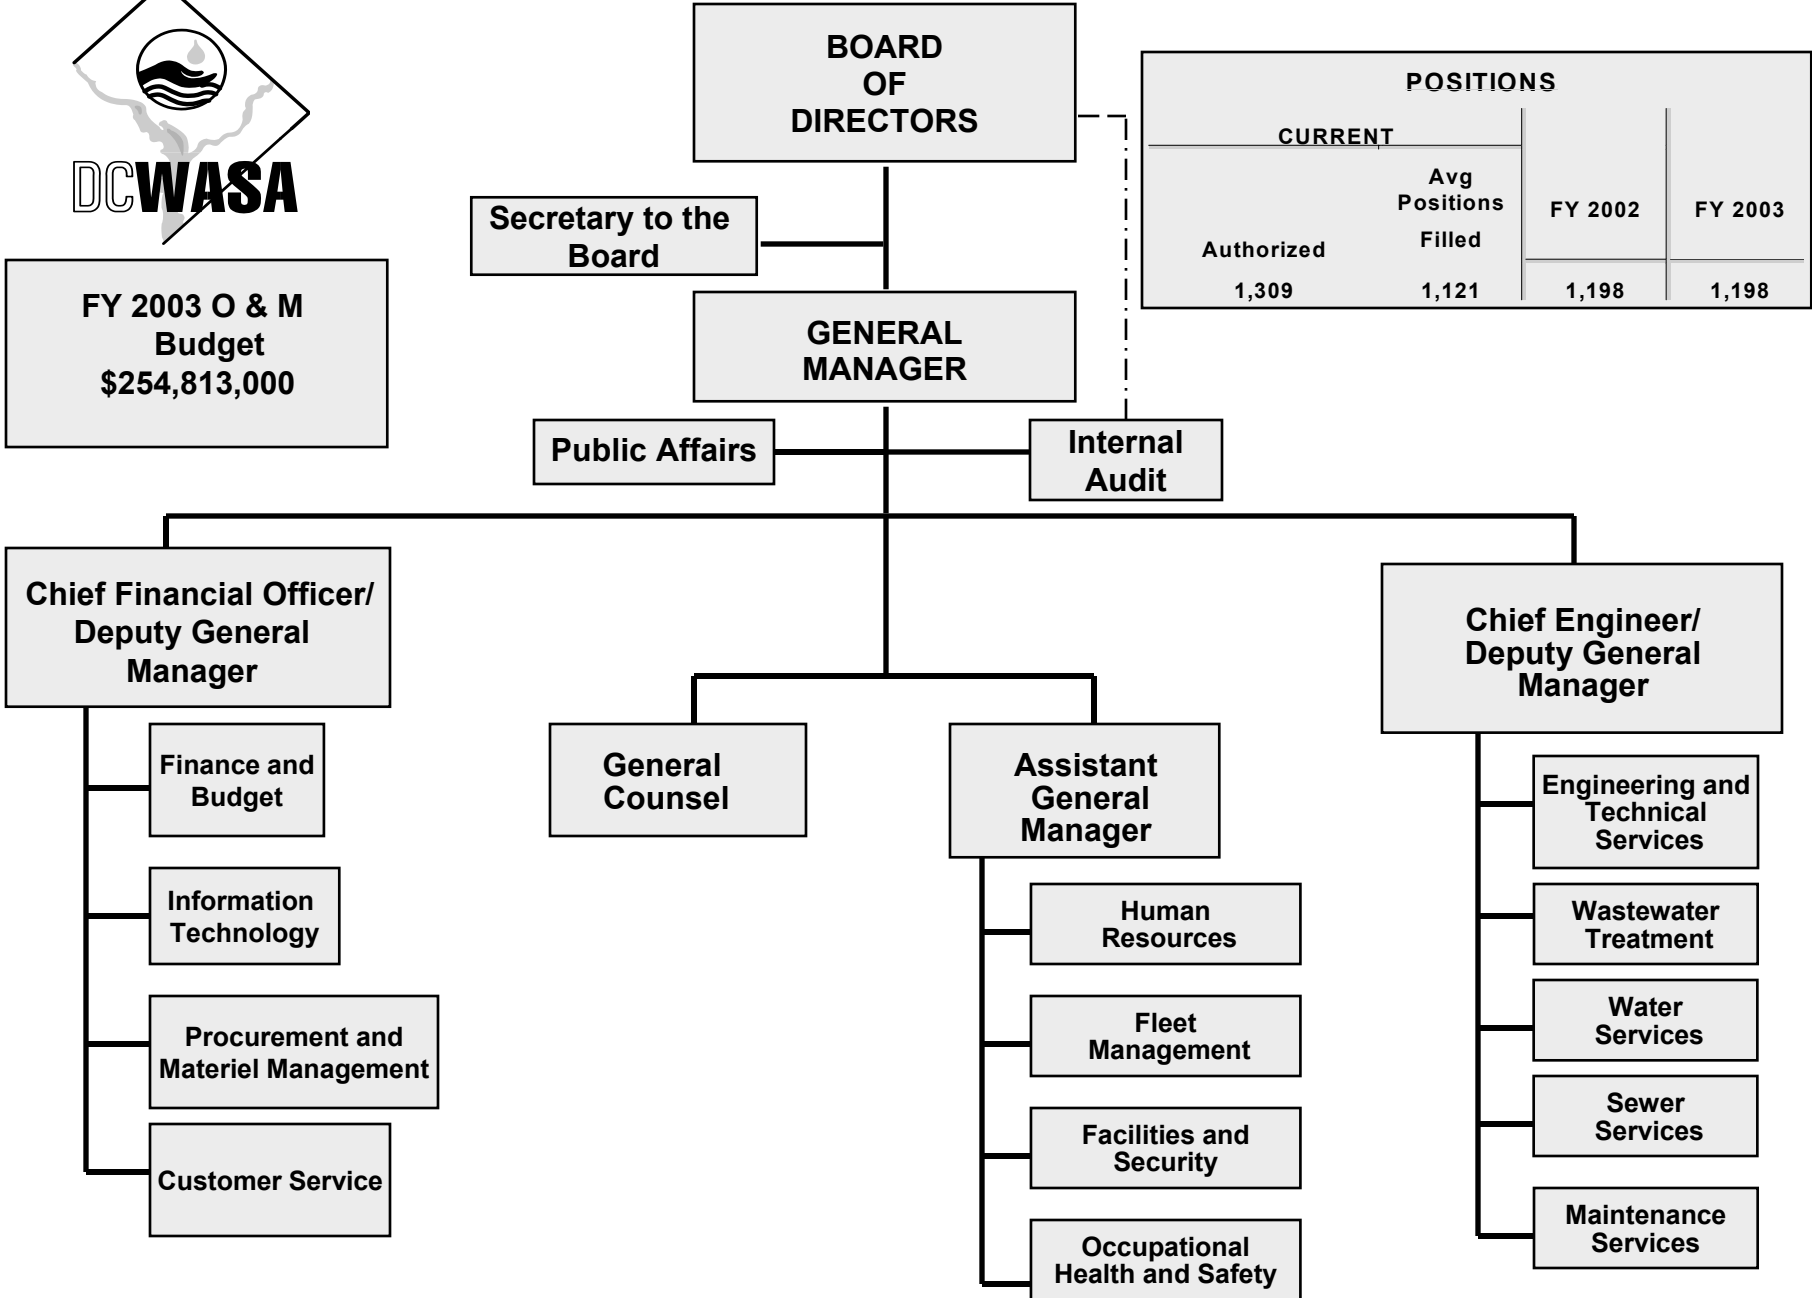 DCWASA
FY 2003 O & M
Budget
$254,813,000
BOARD
OF
DIRECTORS
Secretary to the
Board
GENERAL
MANAGER
Public Affairs
Internal
Audit
POSITIONS
CURRENT
Avg
Positions
Filled
Authorized
FY 2002
FY 2003
1,309 1,121 1,198 1,198
Chief Financial Officer/
Deputy General
Manager
Finance and
Budget
Information
Technology
Procurement and
Materiel Management
Customer Service
General
Counsel
Assistant
General
Manager
Human
Resources
Fleet
Management
Facilities and
Security
Occupational
Health and Safety
Chief Engineer/
Deputy General
Manager
Engineering and
Technical
Services
Wastewater
Treatment
Water
Services
Sewer
Services
Maintenance
Services